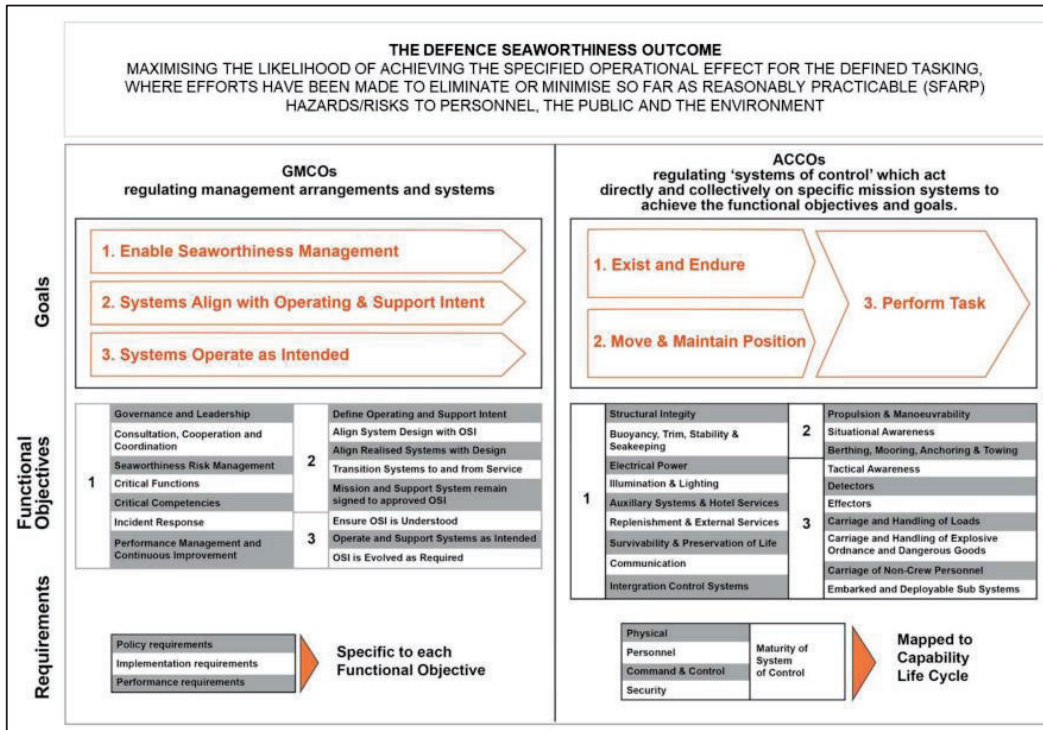 THE DEFENCE SEAWORTHINESS OUTCOME
MAXIMISING THE LIKELIHOOD OF ACHIEVING THE SPECIFIED OPERATIONAL EFFECT FOR THE DEFINED TASKING,
WHERE EFFORTS HAVE BEEN MADE TO ELIMINATE OR MINIMISE SO FAR AS REASONABLY PRACTICABLE (SFARP)
HAZARDS/RISKS TO PERSONNEL, THE PUBLIC AND THE ENVIRONMENT
GMCOs
regulating management arrangements and systems
ACCOs
regulating ‘systems of control’ which act
directly and collectively on specific mission systems to
achieve the functional objectives and goals.
Goals
1. Enable Seaworthiness Management
2. Systems Align with Operating & Support Intent
3. Systems Operate as Intended
1. Exist and Endure
2. Move & Maintain Position
3. Perform Task
Functional
Objectives
1
Governance and Leadership
Consultation, Cooperation and
Coordination
Seaworthiness Risk Management
Critical Functions
Critical Competencies
Incident Response
Performance Management and
Continuous Improvement
2
Define Operating and Support Intent
Align System Design with OSI
Align Realised Systems with Design
Transition Systems to and from Service
Mission and Support System remain
signed to approved OSI
3
Ensure OSI is Understood
Operate and Support Systems as Intended
OSI is Evolved as Required
1
Structural Integity
Buoyancy, Trim, Stability &
Seakeeping
Electrical Power
Illumination & Lighting
Auxillary Systems & Hotel Services
Replenishment & External Services
Survivability & Preservation of Life
Communication
Intergration Control Systems
2
Propulsion & Manoeuvrability
Situational Awareness
Berthing, Mooring, Anchoring & Towing
3
Tactical Awareness
Detectors
Effectors
Carriage and Handling of Loads
Carriage and Handling of Explosive
Ordnance and Dangerous Goods
Carriage of Non-Crew Personnel
Embarked and Deployable Sub Systems
Requirements
Policy requirements
Implementation requirements
Performance requirements
Specific to each
Functional Objective
Physical
Personnel
Command & Control
Security
Maturity of
System
of Control
Mapped to
Capability
Life Cycle